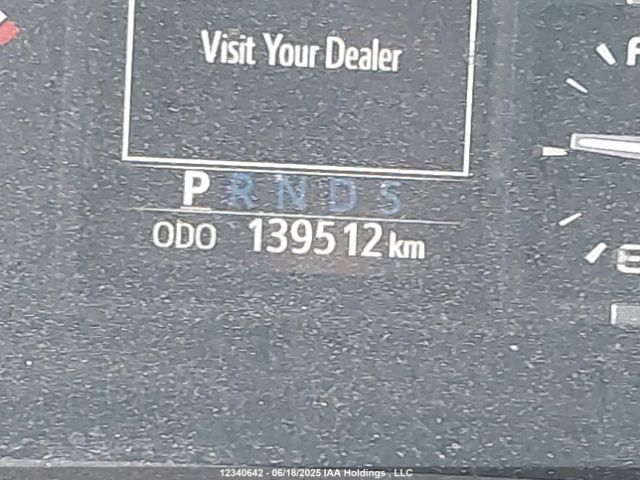 Visit Your Dealer
F
P R N D S
ODO 139512 km
E
12340642 - 06/18/2025 IAA Holdings , LLC